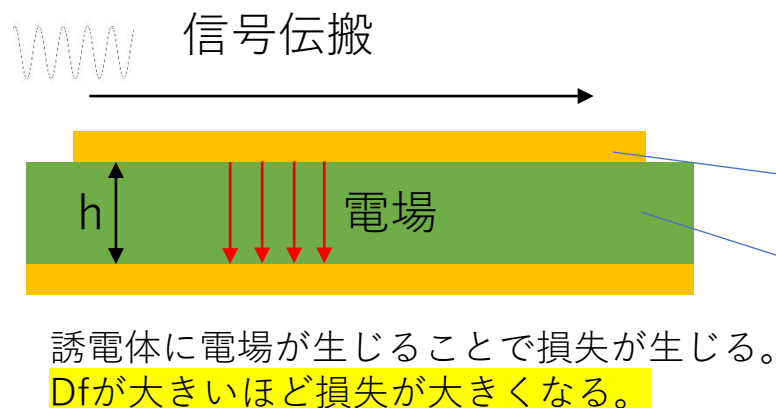 信号伝搬
h
電場
誘電体に電場が生じることで損失が生じる。
Dfが大きいほど損失が大きくなる。